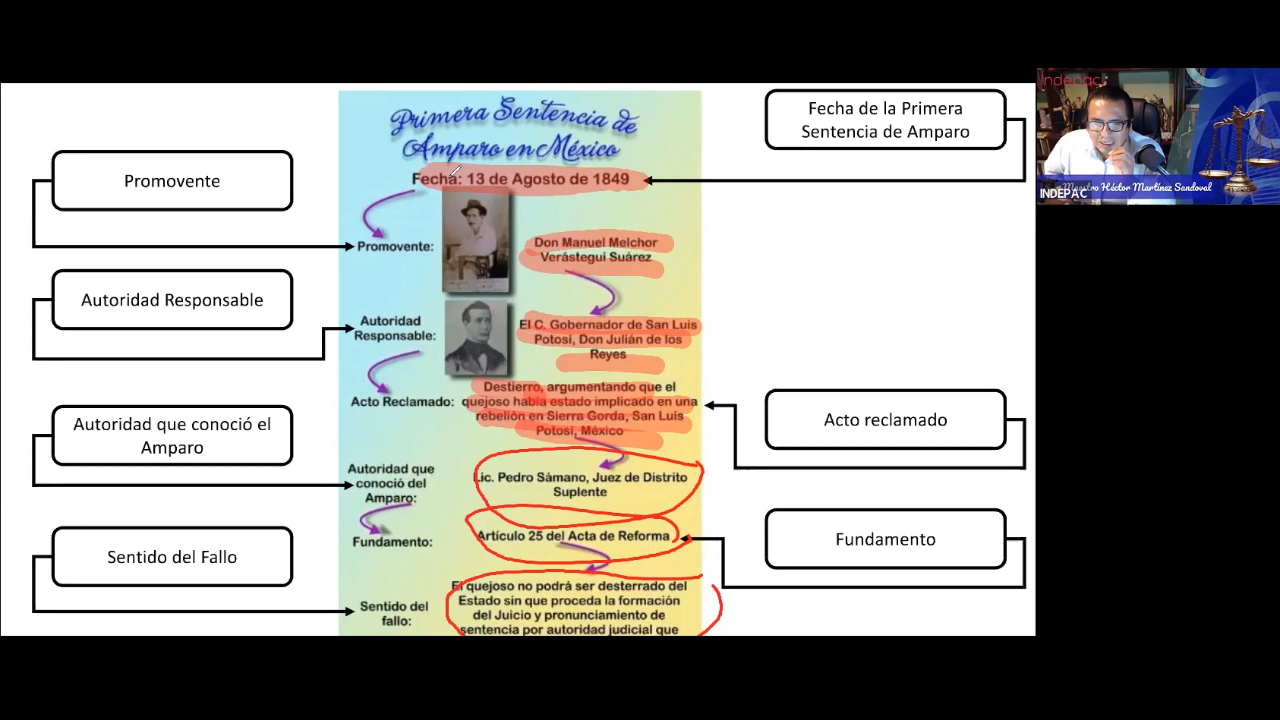 Primera Sentencia de
Amparo en México
Fecha: 13 de Agosto de 1849
Promovente:
Don Manuel Melchor
Verástegui Suárez
Autoridad
Responsable:
El C. Gobernador de San Luis
Potosí, Don Julián de los
Reyes
Acto Reclamado:
Destierro, argumentando que el
quejoso había estado implicado en una
rebelión en Sierra Gorda, San Luis
Potosí, México
Autoridad que
conoció del
Amparo:
Lic. Pedro Sámano, Juez de Distrito
Suplente
Fundamento:
Artículo 25 del Acta de Reforma
Sentido del
fallo:
El quejoso no podrá ser desterrado del
Estado sin que proceda la formación
del Juicio y pronunciamiento de
sentencia por autoridad judicial que
Promovente
Autoridad Responsable
Autoridad que conoció el
Amparo
Sentido del Fallo
Fecha de la Primera
Sentencia de Amparo
Acto reclamado
Fundamento
Indepac
Maestro Héctor Martínez Sandoval
INDEPAC